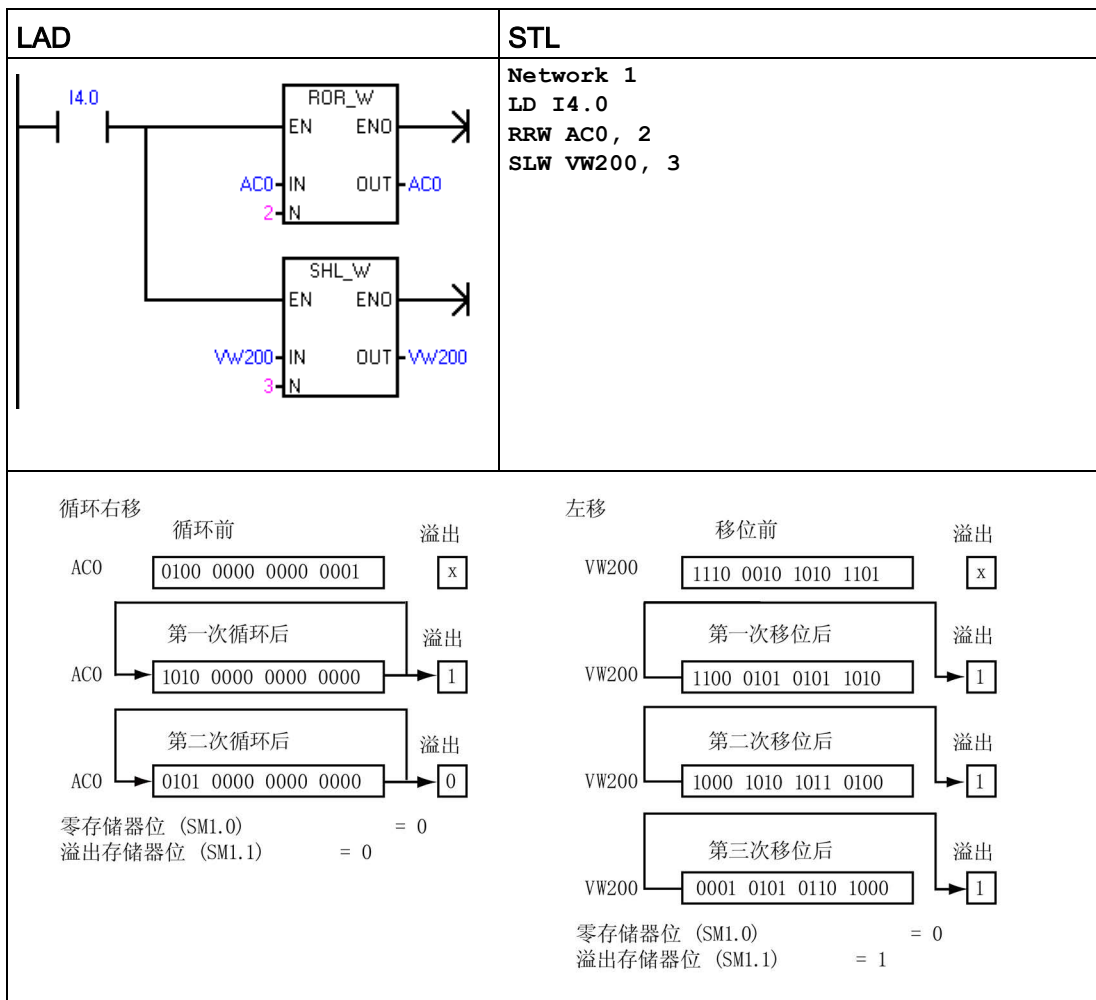 LAD
STL
I4.0
ROR_W
EN ENO
AC0 IN OUT AC0
2 N
SHL_W
EN ENO
VW200 IN OUT VW200
3 N
Network 1
LD I4.0
RRW AC0, 2
SLW VW200, 3
循环右移
循环前 溢出
AC0 0100 0000 0000 0001 x
第一次循环后 溢出
AC0 1010 0000 0000 0000 1
第二次循环后 溢出
AC0 0101 0000 0000 0000 0
零存储器位 (SM1.0) = 0
溢出存储器位 (SM1.1) = 0
左移
移位前 溢出
VW200 1110 0010 1010 1101 x
第一次移位后 溢出
VW200 1100 0101 0101 1010 1
第二次移位后 溢出
VW200 1000 1010 1011 0100 1
第三次移位后 溢出
VW200 0001 0101 0110 1000 1
零存储器位 (SM1.0) = 0
溢出存储器位 (SM1.1) = 1